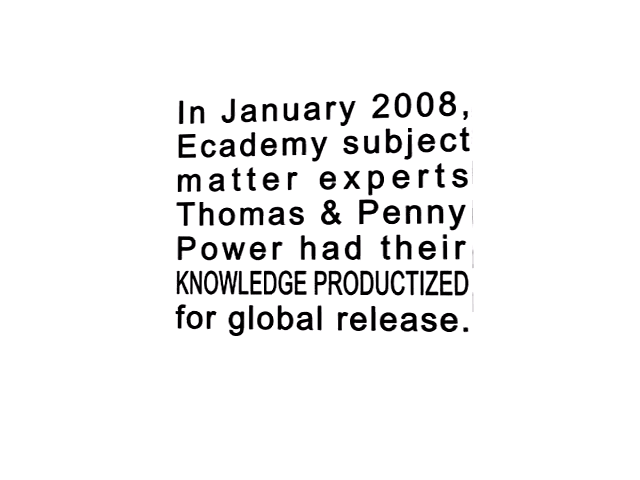 In January 2008,
Ecademy subject
matter experts
Thomas & Penny
Power had their
KNOWLEDGE PRODUCTIZED
for global release.